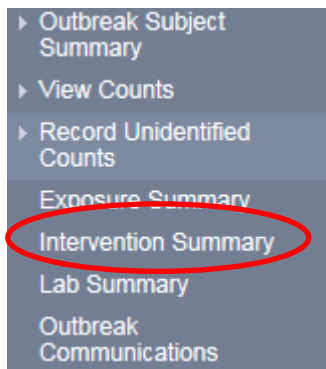 Outbreak Subject
Summary
View Counts
Record Unidentified
Counts
Exposure Summary
Intervention Summary
Lab Summary
Outbreak
Communications